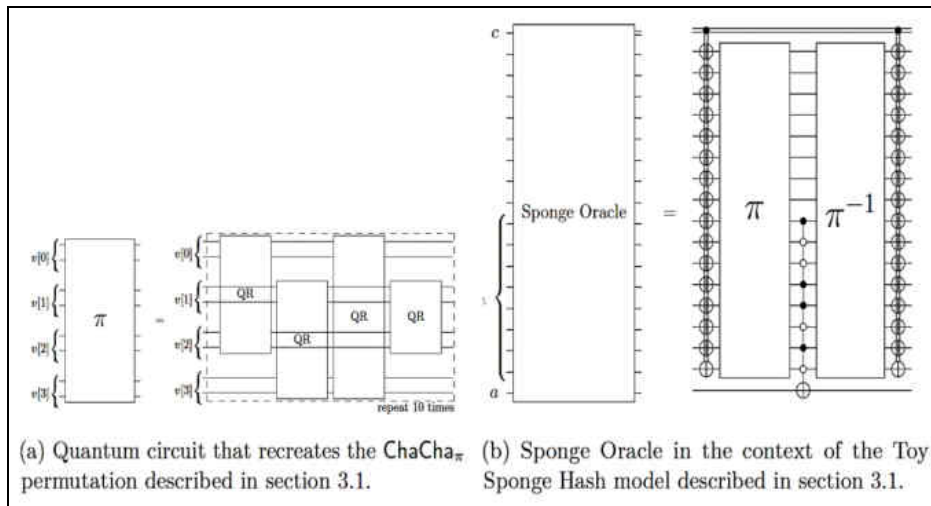 c
Sponge Oracle
=
π
π⁻¹
a
v[0]
v[1]
v[2]
v[3]
π
=
v[0]
v[1]
v[2]
v[3]
QR
QR
QR
QR
repeat 10 times
(a) Quantum circuit that recreates the ChaChaπ
permutation described in section 3.1.
(b) Sponge Oracle in the context of the Toy
Sponge Hash model described in section 3.1.